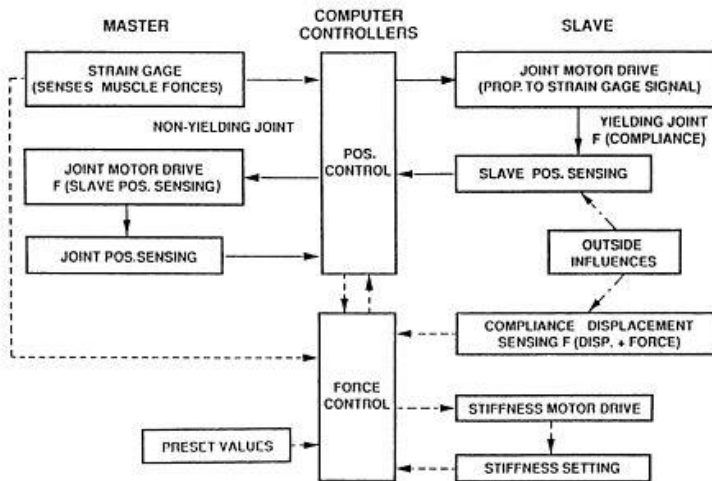 MASTER
COMPUTER
CONTROLLERS
SLAVE
STRAIN GAGE
(SENSES MUSCLE FORCES)
JOINT MOTOR DRIVE
(PROP. TO STRAIN GAGE SIGNAL)
NON-YIELDING JOINT
YIELDING JOINT
F (COMPLIANCE)
JOINT MOTOR DRIVE
F (SLAVE POS. SENSING)
POS.
CONTROL
SLAVE POS. SENSING
JOINT POS.SENSING
OUTSIDE
INFLUENCES
COMPLIANCE DISPLACEMENT
SENSING F (DISP. + FORCE)
FORCE
CONTROL
STIFFNESS MOTOR DRIVE
PRESET VALUES
STIFFNESS SETTING